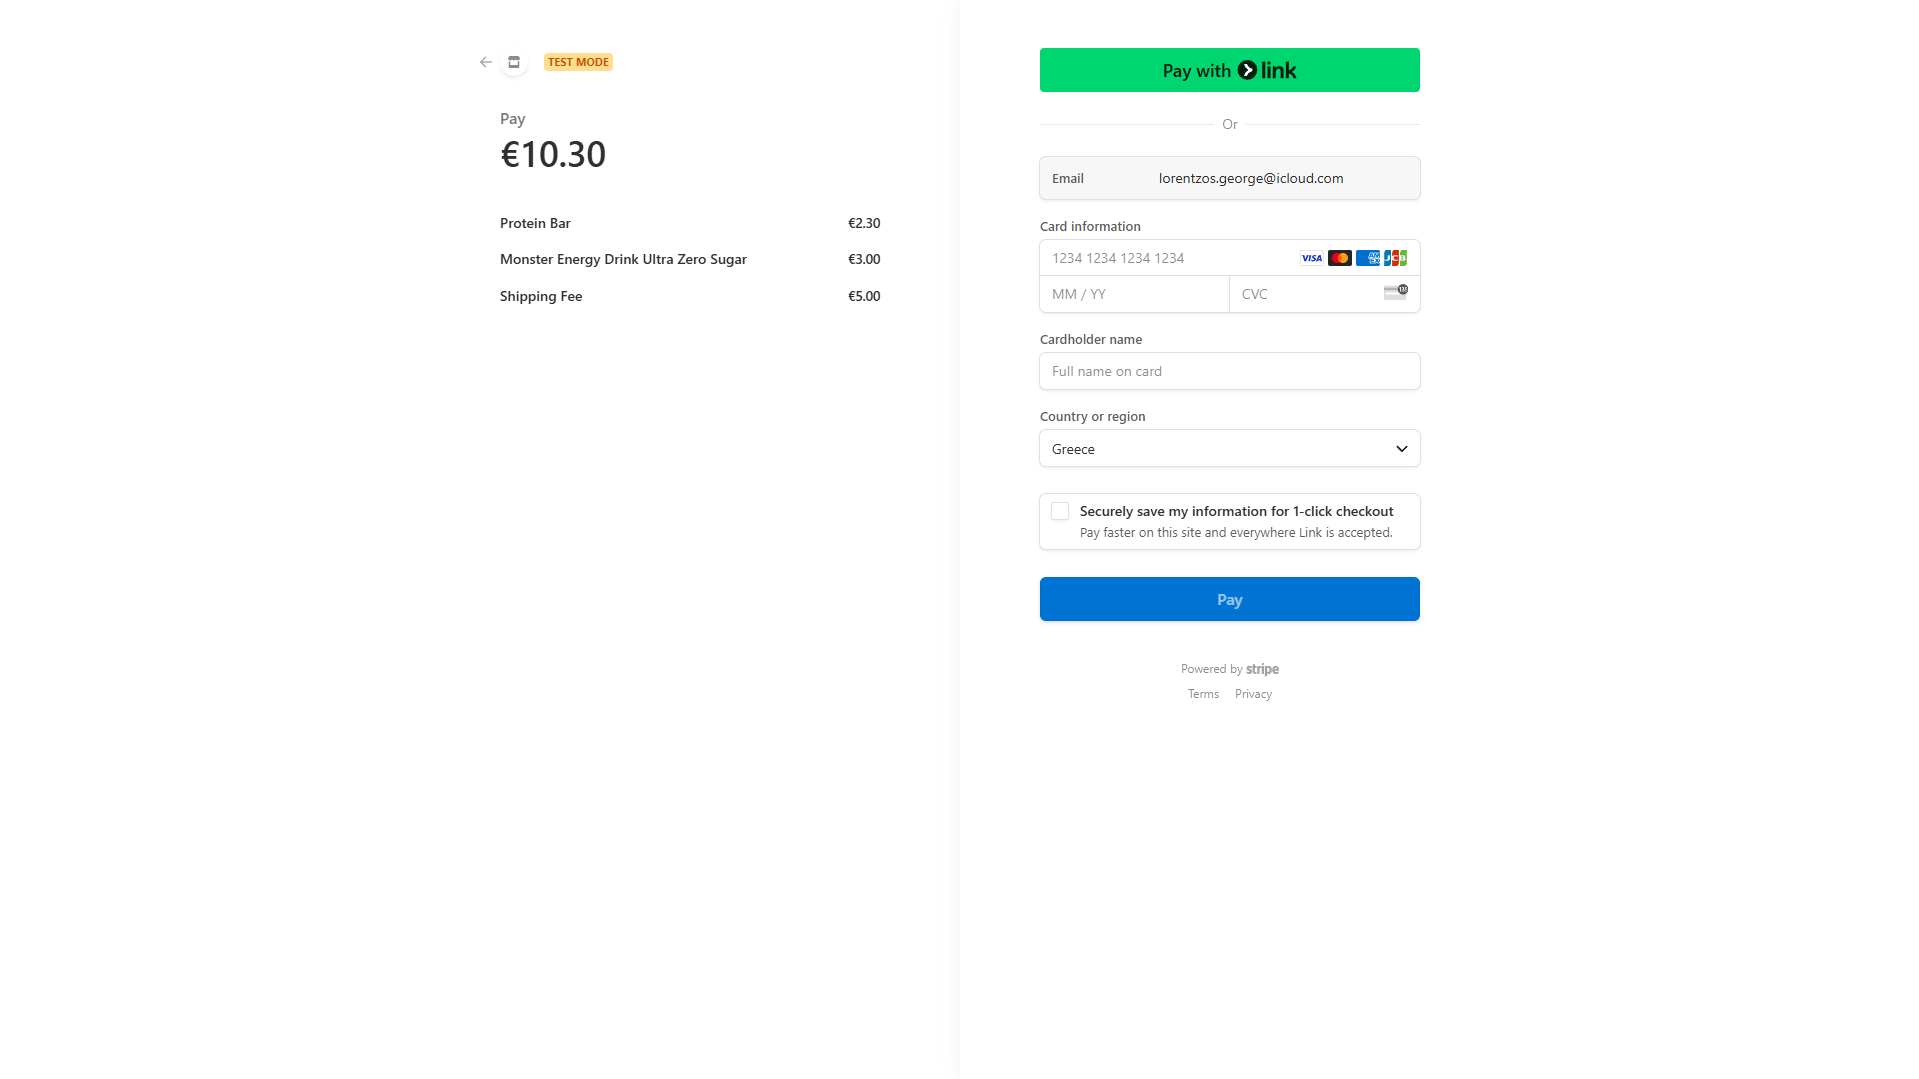 TEST MODE
Pay
€10.30
Protein Bar €2.30
Monster Energy Drink Ultra Zero Sugar €3.00
Shipping Fee €5.00
Pay with link
Or
Email lorentzos.george@icloud.com
Card information
1234 1234 1234 1234 VISA AMEX JCB
MM / YY CVC 135
Cardholder name
Full name on card
Country or region
Greece
Securely save my information for 1-click checkout
Pay faster on this site and everywhere Link is accepted.
Pay
Powered by stripe
Terms Privacy